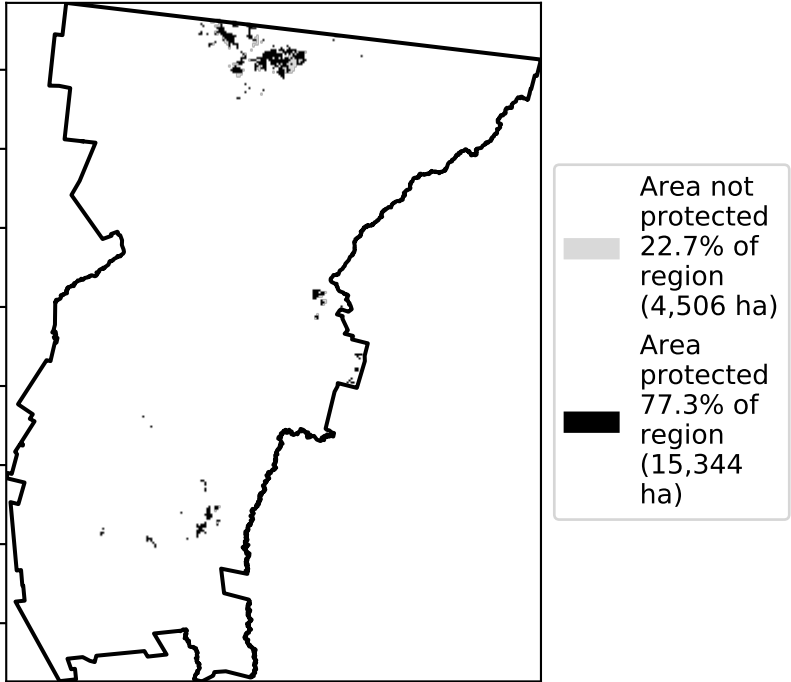 Area not
protected
22.7% of
region
(4,506 ha)
Area
protected
77.3% of
region
(15,344
ha)